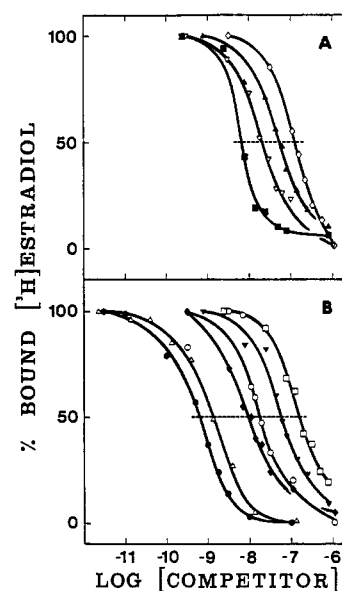 A
100
50
0
B
100
50
0
% BOUND [³H]ESTRADIOL
-11 -10 -9 -8 -7 -6
LOG [COMPETITOR]